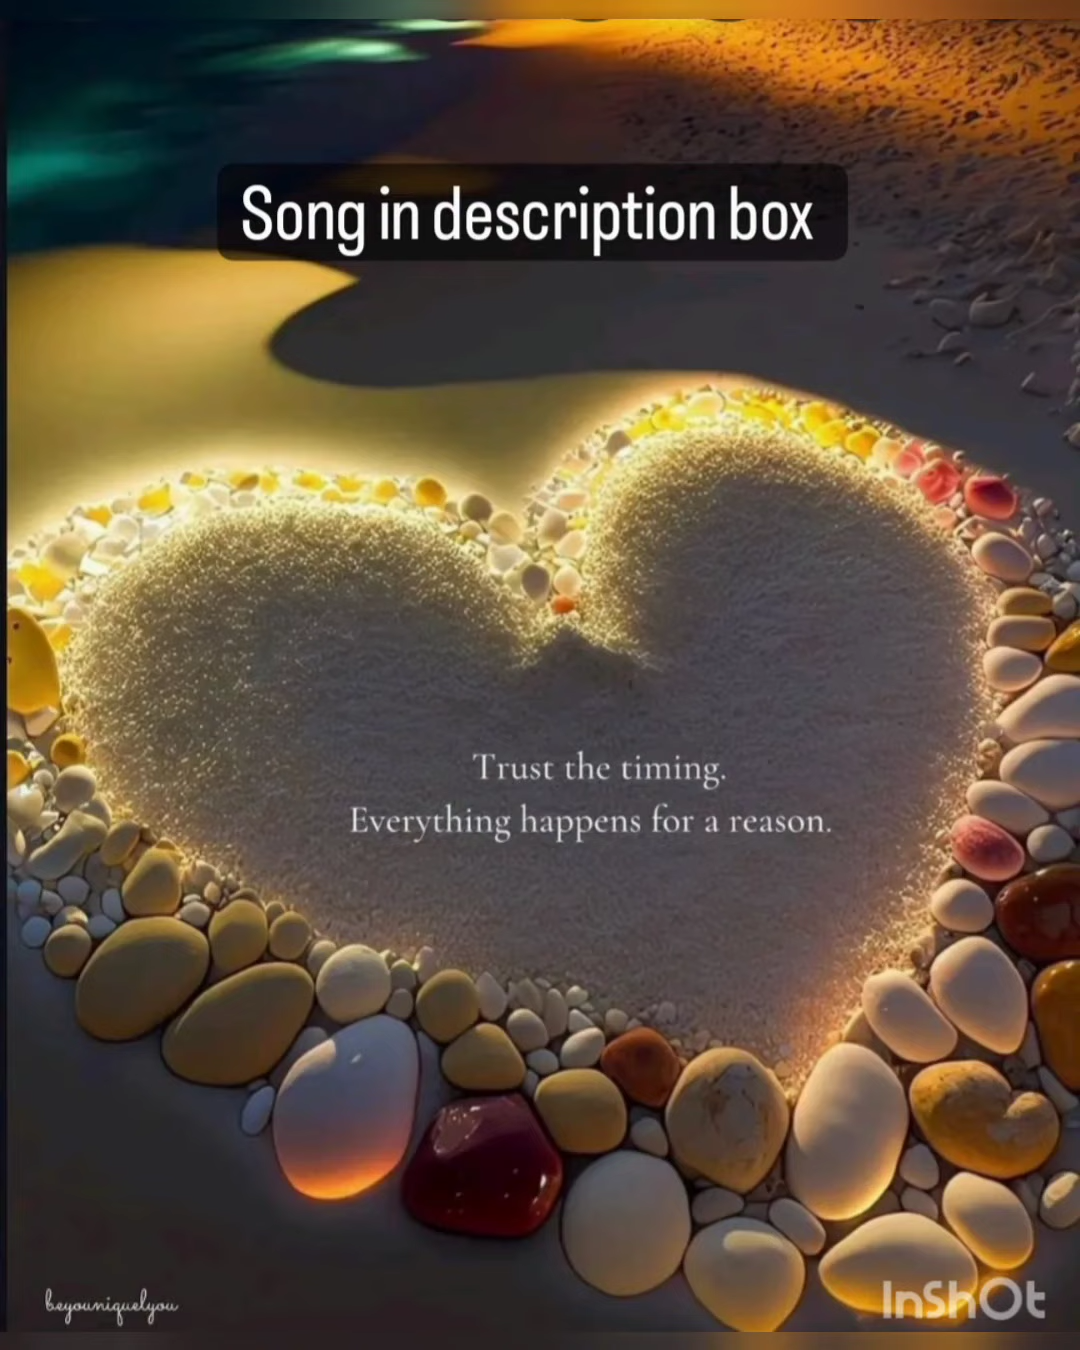 Song in description box
Trust the timing.
Everything happens for a reason.
beyouniquelyou
InShOt